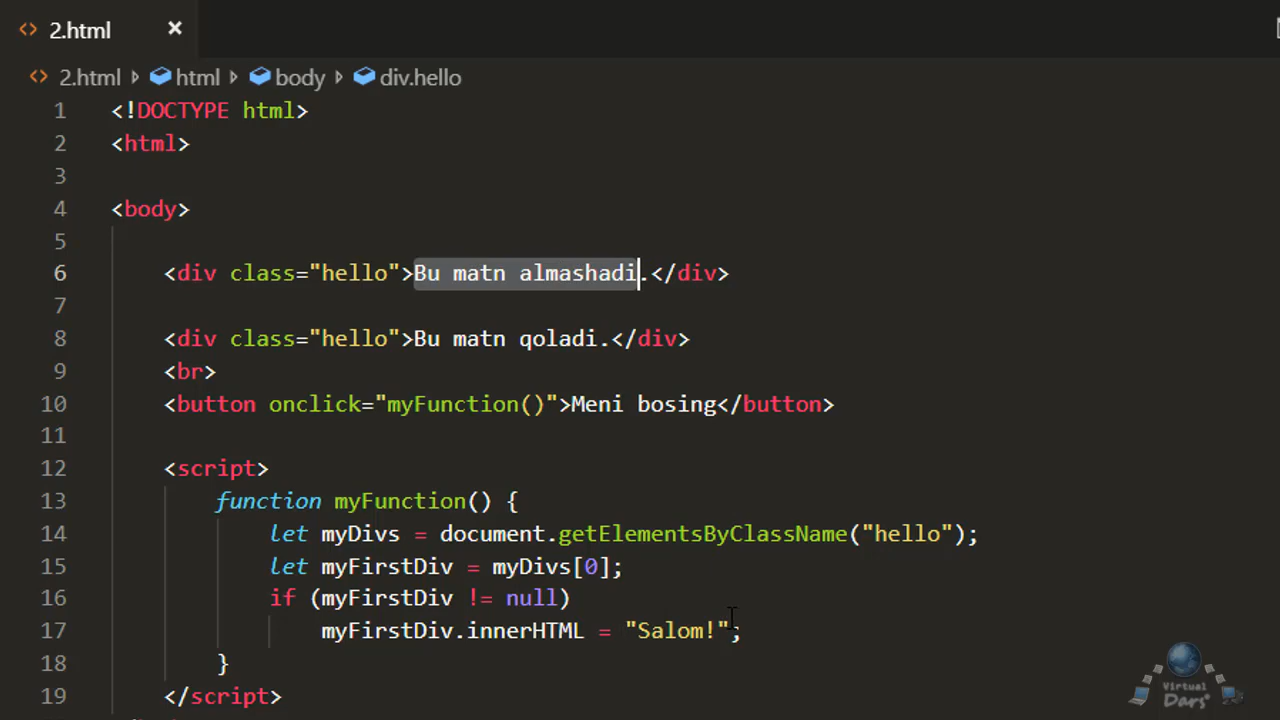 2.html
2.html html body div.hello
1 <!DOCTYPE html>
2 <html>
3
4 <body>
5
6 <div class="hello">Bu matn almashadi.</div>
7
8 <div class="hello">Bu matn qoladi.</div>
9 <br>
10 <button onclick="myFunction()">Meni bosing</button>
11
12 <script>
13 function myFunction() {
14 let myDivs = document.getElementsByClassName("hello");
15 let myFirstDiv = myDivs[0];
16 if (myFirstDiv != null)
17 myFirstDiv.innerHTML = "Salom!";
18 }
19 </script>
Virtual
Dars